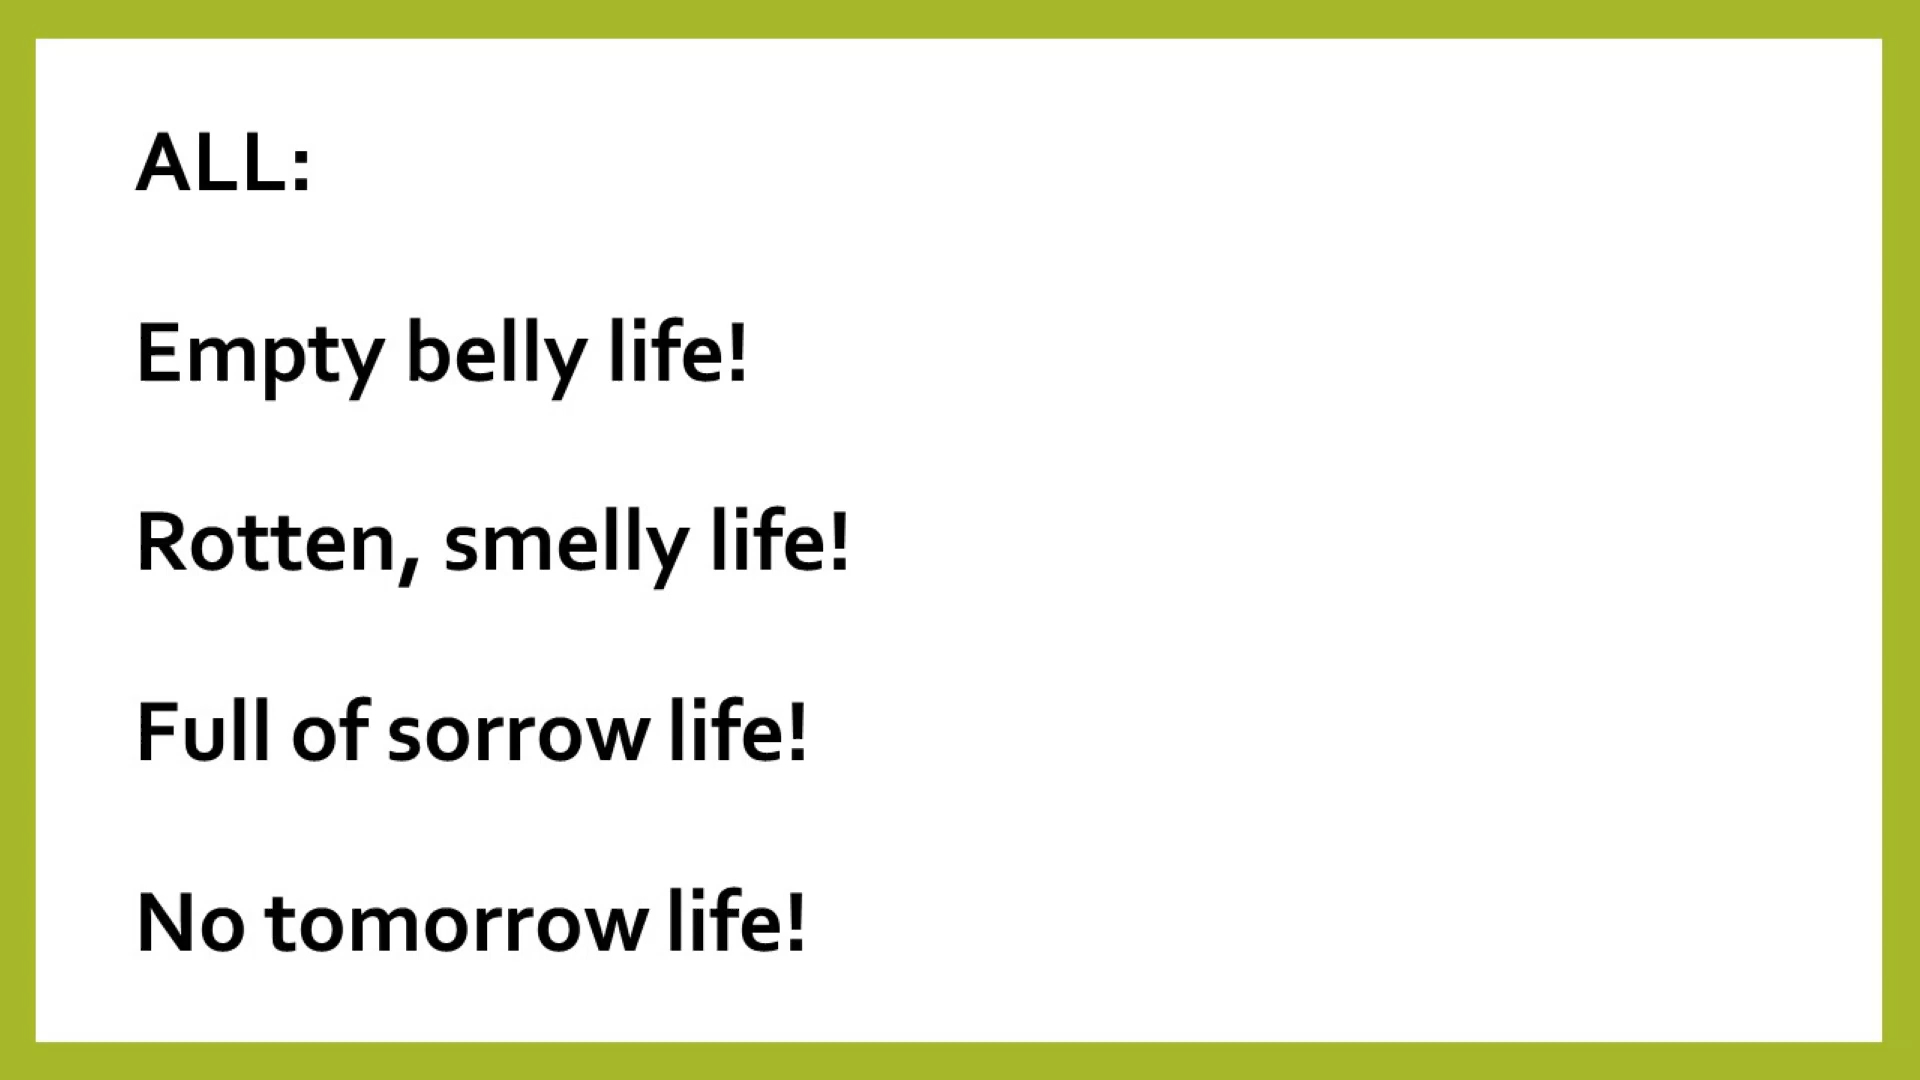 ALL:
Empty belly life!
Rotten, smelly life!
Full of sorrow life!
No tomorrow life!